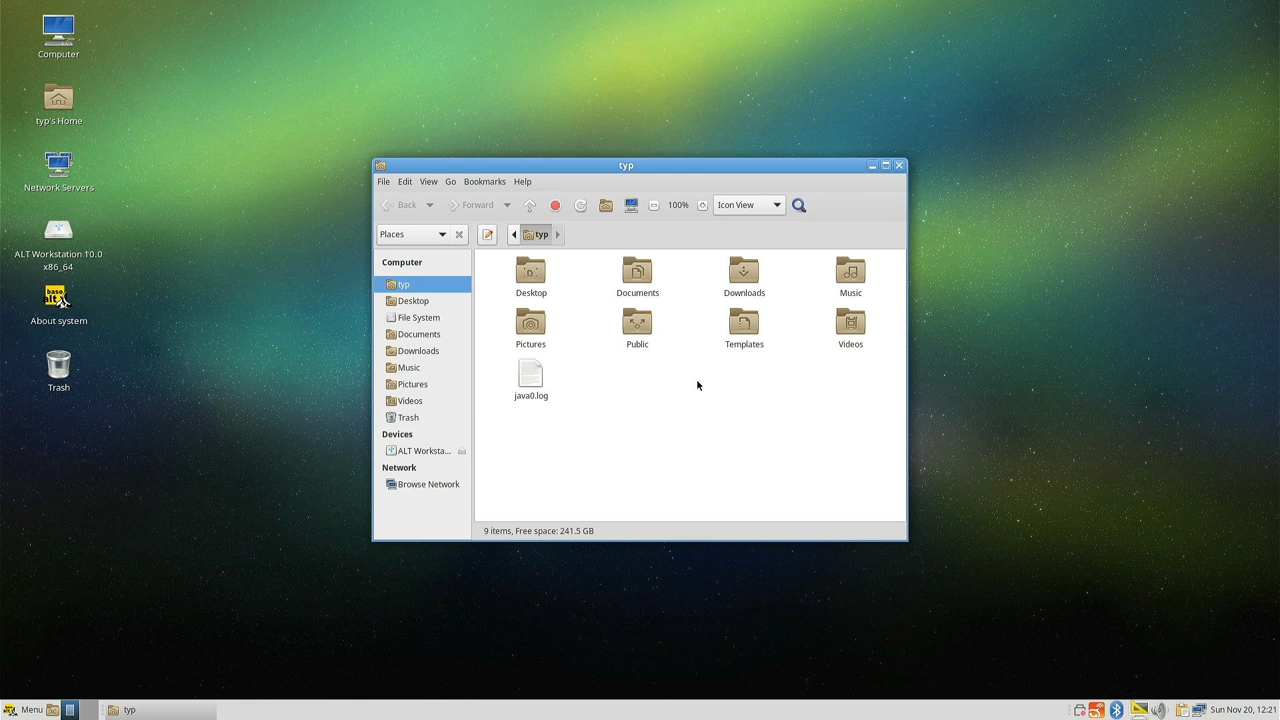 Computer
typ's Home
Network Servers
ALT Workstation 10.0
x86_64
base
alt
About system
Trash
typ
File Edit View Go Bookmarks Help
Back Forward 100% Icon View
Places typ
Computer
typ
Desktop
File System
Documents
Downloads
Music
Pictures
Videos
Trash
Devices
ALT Worksta...
Network
Browse Network
Desktop Documents Downloads Music
Pictures Public Templates Videos
java0.log
9 items, Free space: 241.5 GB
Menu typ Sun Nov 20, 12:21